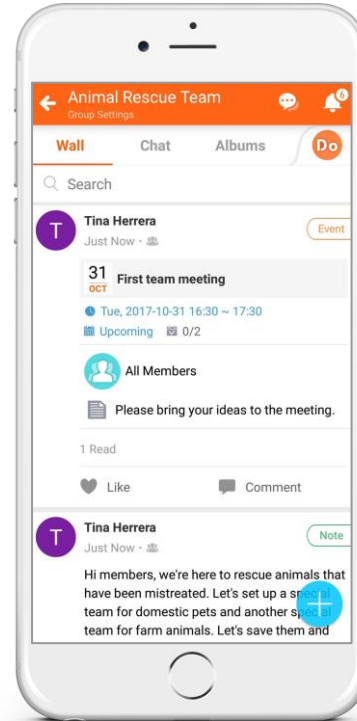 Animal Rescue Team
6
Group Settings
Wall Chat Albums Do
Search
T Tina Herrera Event
Just Now
31 First team meeting
OCT
Tue, 2017-10-31 16:30 ~ 17:30
Upcoming 0/2
All Members
Please bring your ideas to the meeting.
1 Read
Like Comment
T Tina Herrera Note
Just Now
Hi members, we're here to rescue animals that
have been mistreated. Let's set up a special
team for domestic pets and another special
team for farm animals. Let's save them and